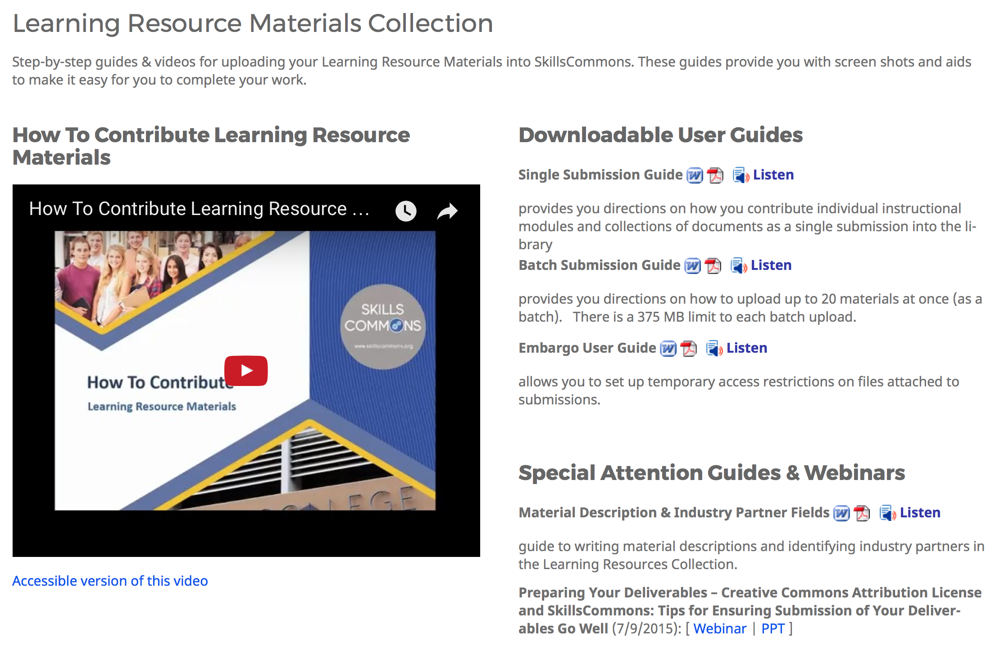 Learning Resource Materials Collection
Step-by-step guides & videos for uploading your Learning Resource Materials into SkillsCommons. These guides provide you with screen shots and aids
to make it easy for you to complete your work.
How To Contribute Learning Resource
Materials
How To Contribute Learning Resource ...
SKILLS
COMMONS
www.skillscommons.org
How To Contribute
Learning Resource Materials
COLLEGE
Accessible version of this video
Downloadable User Guides
Single Submission Guide W Listen
provides you directions on how you contribute individual instructional
modules and collections of documents as a single submission into the li-
brary
Batch Submission Guide W Listen
provides you directions on how to upload up to 20 materials at once (as a
batch). There is a 375 MB limit to each batch upload.
Embargo User Guide W Listen
allows you to set up temporary access restrictions on files attached to
submissions.
Special Attention Guides & Webinars
Material Description & Industry Partner Fields W Listen
guide to writing material descriptions and identifying industry partners in
the Learning Resources Collection.
Preparing Your Deliverables – Creative Commons Attribution License
and SkillsCommons: Tips for Ensuring Submission of Your Deliver-
ables Go Well (7/9/2015): [ Webinar | PPT ]